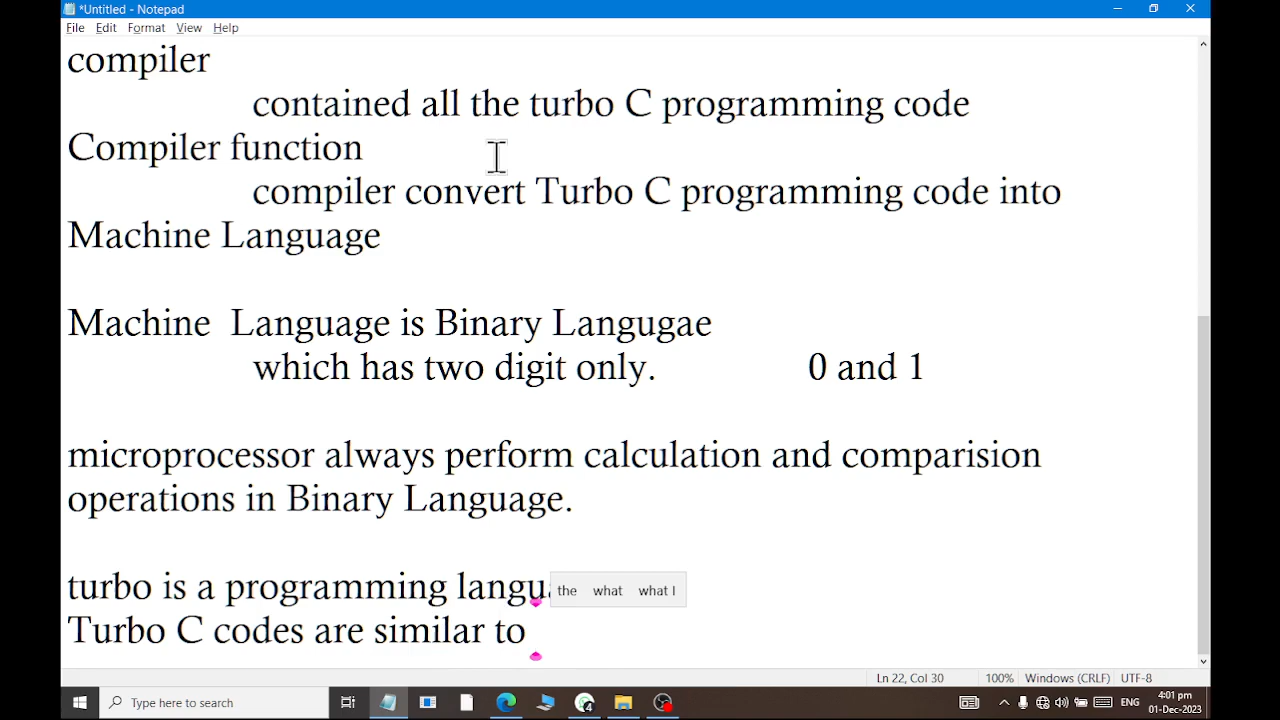 *Untitled - Notepad
File Edit Format View Help
compiler
contained all the turbo C programming code
Compiler function
compiler convert Turbo C programming code into
Machine Language
Machine Language is Binary Langugae
which has two digit only. 0 and 1
microprocessor always perform calculation and comparision
operations in Binary Language.
turbo is a programming
the what what I
Turbo C codes are similar to
Ln 22, Col 30 100% Windows (CRLF) UTF-8
Type here to search
ENG
4:01 pm
01-Dec-2023